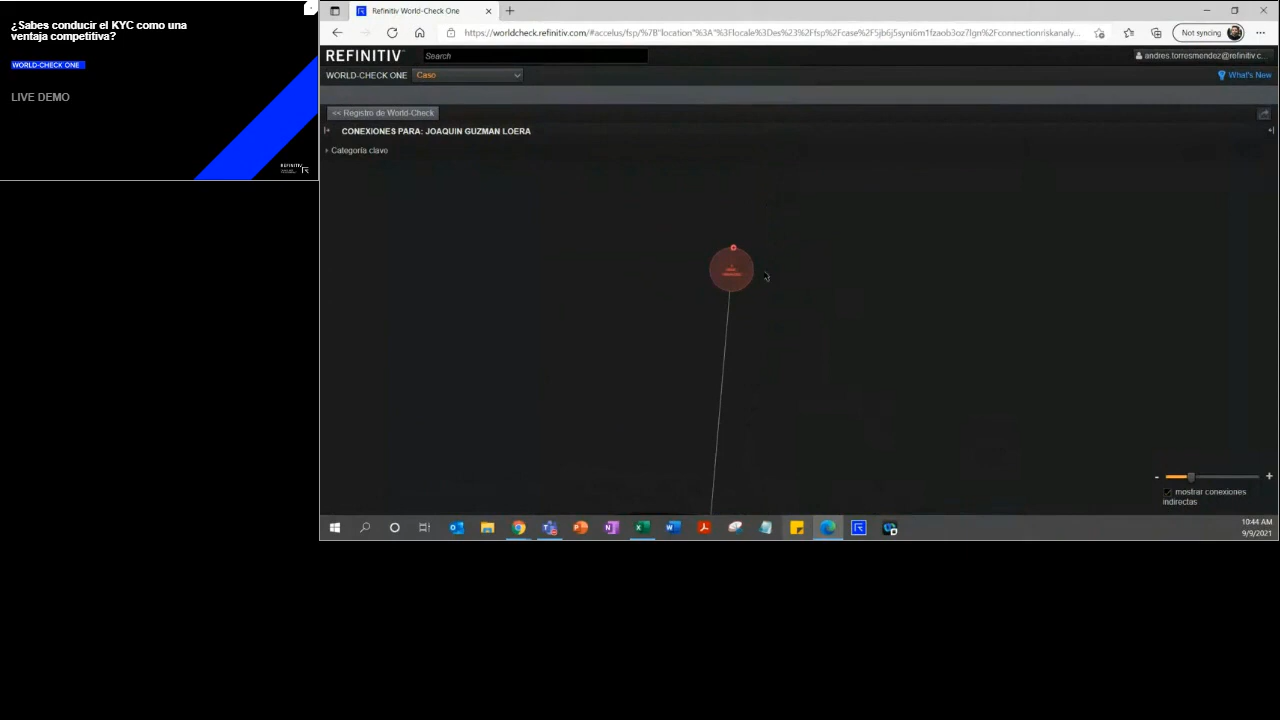 ¿Sabes conducir el KYC como una
ventaja competitiva?
WORLD-CHECK ONE
LIVE DEMO
REFINITIV
Refinitiv World-Check One
https://worldcheck.refinitiv.com/#accelus/fsp/%7B"location"%3A"%3Flocale%3Des%23%2Ffsp%2Fcase%2F5jb6j5syni6m1fzaob3oz7lgn%2Fconnectionriskanaly...
Not syncing
REFINITIV
Search
andres.torresmendez@refinitiv.c...
WORLD-CHECK ONE
Caso
What's New
<< Registro de World-Check
CONEXIONES PARA: JOAQUIN GUZMAN LOERA
Categoría clavo
mostrar conexiones
indirectas
10:44 AM
9/9/2021